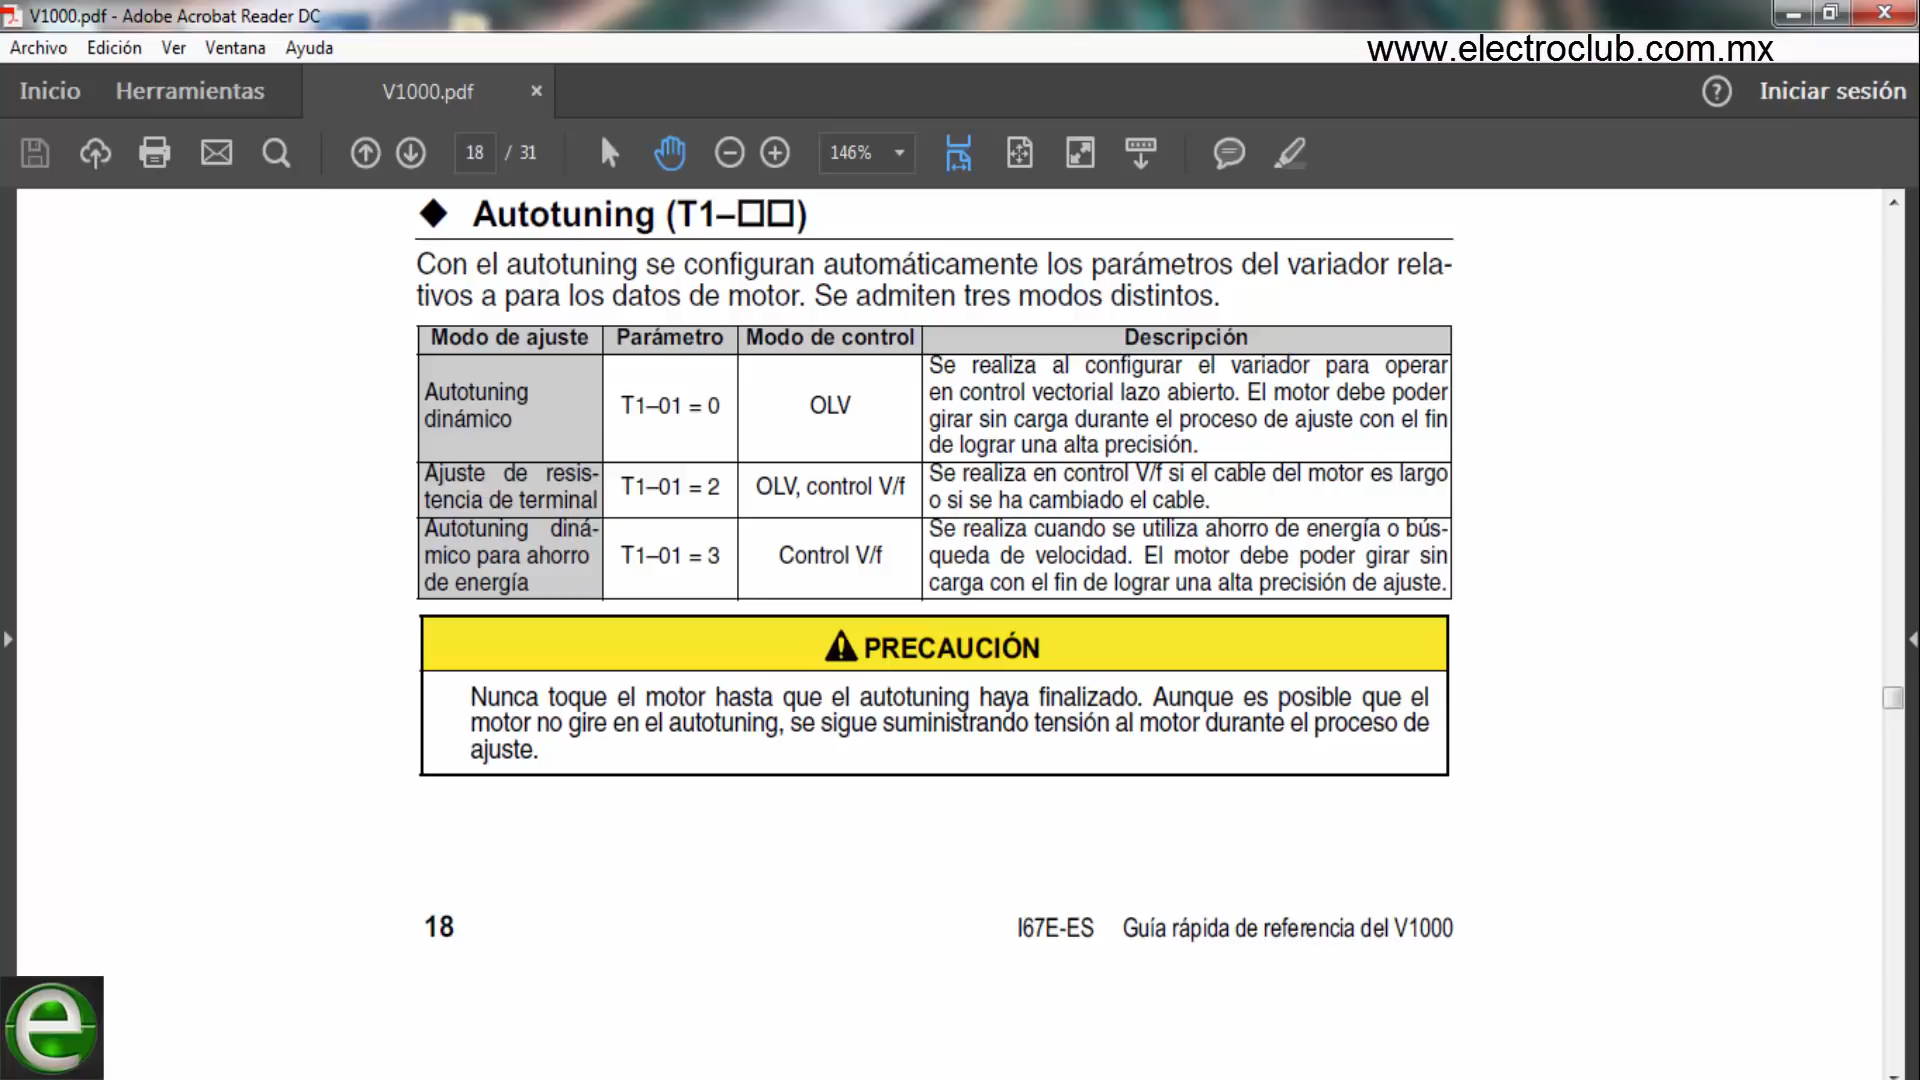 V1000.pdf - Adobe Acrobat Reader DC
Archivo Edición Ver Ventana Ayuda
www.electroclub.com.mx
Inicio Herramientas V1000.pdf × ? Iniciar sesión
18 / 31 146%
◆ Autotuning (T1–□□)
Con el autotuning se configuran automáticamente los parámetros del variador rela-
tivos a para los datos de motor. Se admiten tres modos distintos.
Modo de ajuste Parámetro Modo de control Descripción
Autotuning
dinámico
T1–01 = 0
OLV
Se realiza al configurar el variador para operar
en control vectorial lazo abierto. El motor debe poder
girar sin carga durante el proceso de ajuste con el fin
de lograr una alta precisión.
Ajuste de resis-
tencia de terminal
T1–01 = 2
OLV, control V/f
Se realiza en control V/f si el cable del motor es largo
o si se ha cambiado el cable.
Autotuning diná-
mico para ahorro
de energía
T1–01 = 3
Control V/f
Se realiza cuando se utiliza ahorro de energía o bús-
queda de velocidad. El motor debe poder girar sin
carga con el fin de lograr una alta precisión de ajuste.
PRECAUCIÓN
Nunca toque el motor hasta que el autotuning haya finalizado. Aunque es posible que el
motor no gire en el autotuning, se sigue suministrando tensión al motor durante el proceso de
ajuste.
18 I67E-ES Guía rápida de referencia del V1000
e